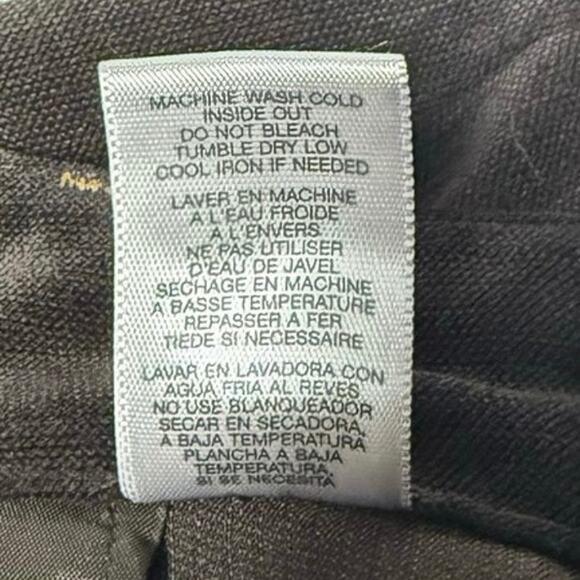 MACHINE WASH COLD
INSIDE OUT
DO NOT BLEACH
TUMBLE DRY LOW
COOL IRON IF NEEDED
LAVER EN MACHINE
A L'EAU FROIDE
A L'ENVERS
NE PAS UTILISER
D'EAU DE JAVEL
SECHAGE EN MACHINE
A BASSE TEMPERATURE
REPASSER A FER
TIEDE SI NECESSAIRE
LAVAR EN LAVADORA CON
AGUA FRIA AL REVES
NO USE BLANQUEADOR
SECAR EN SECADORA,
A BAJA TEMPERATURA
PLANCHA A BAJA
TEMPERATURA,
SI SE NECESITA